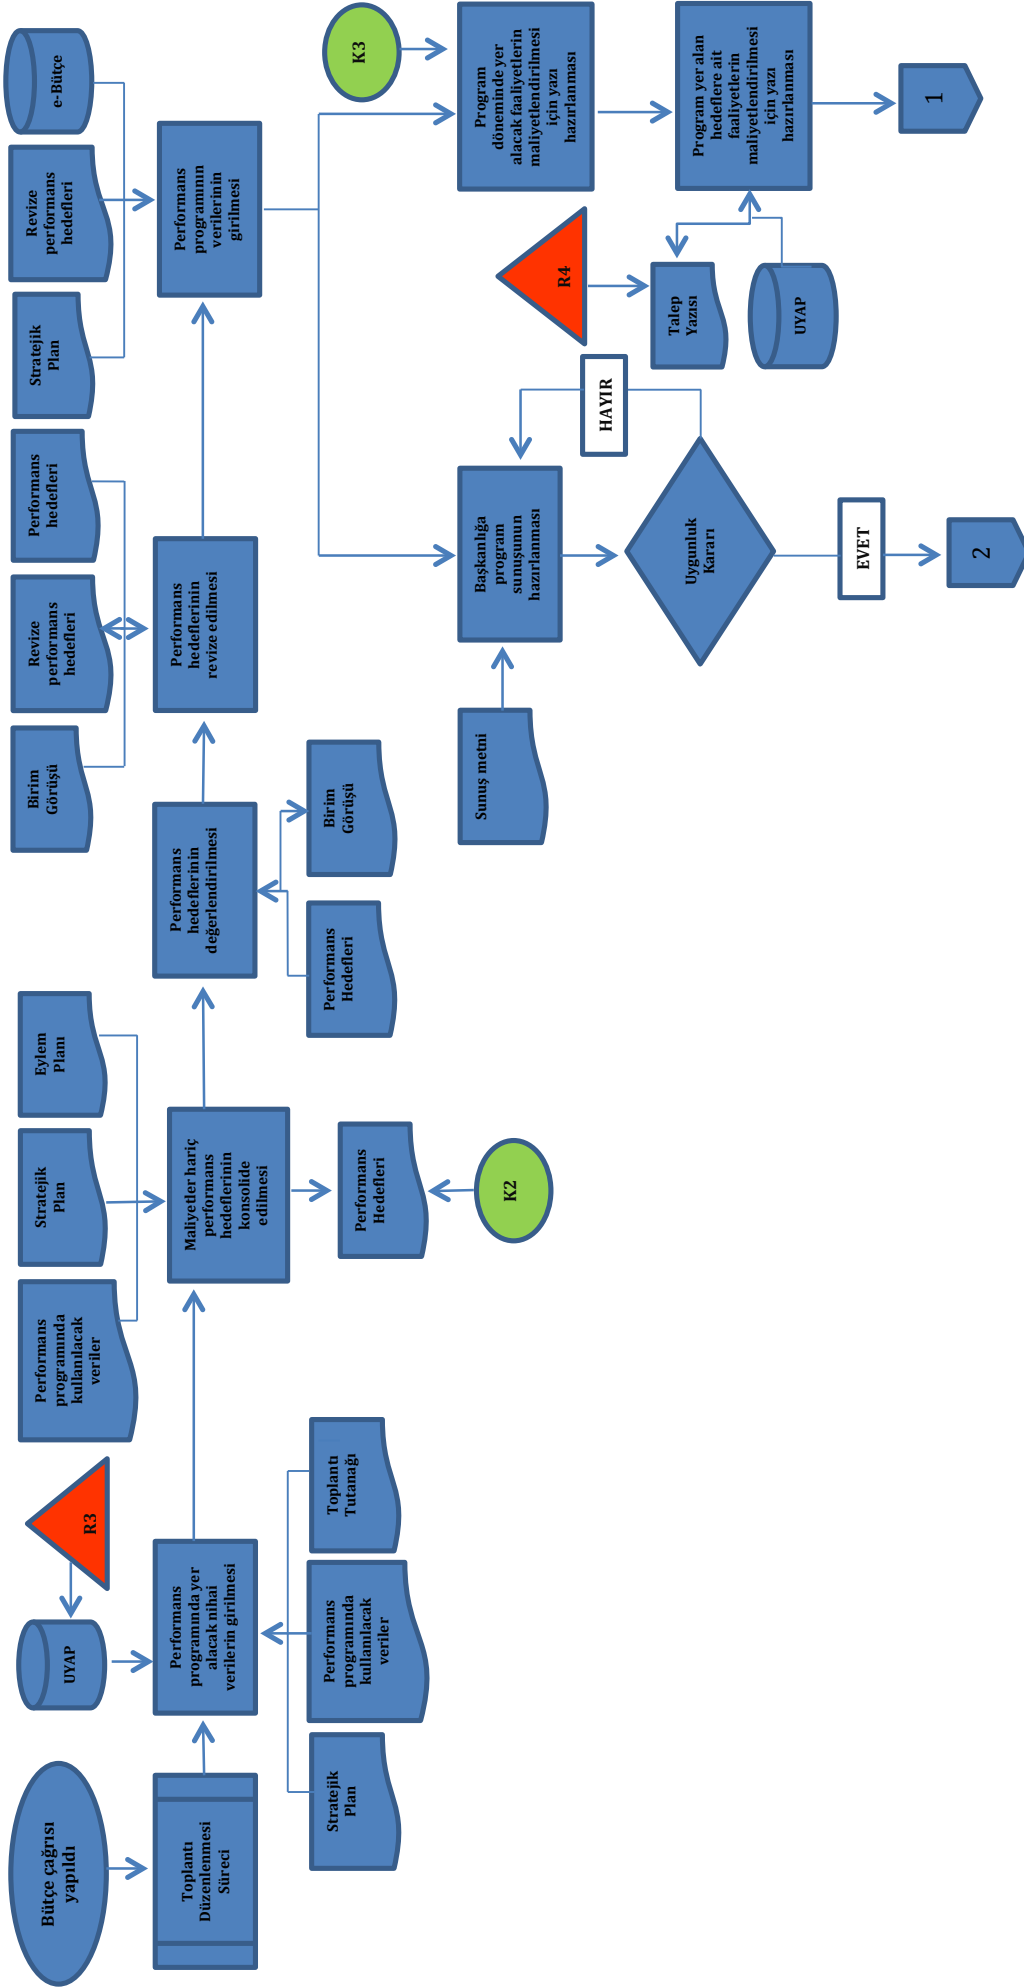 Bütçe çağrısı
yapıldı
UYAP
R3
Performans
programında
kullanılacak
veriler
Stratejik
Plan
Eylem
Planı
Birim
Görüşü
Revize
performans
hedefleri
Performans
hedefleri
Stratejik
Plan
Revize
performans
hedefleri
e-Bütçe
Toplantı
Düzenlenmesi
Süreci
Performans
programında yer
alacak nihai
verilerin girilmesi
Maliyetler hariç
performans
hedeflerinin
konsolide
edilmesi
Performans
hedeflerinin
değerlendirilmesi
Performans
hedeflerinin
revize edilmesi
Performans
programının
verilerinin
girilmesi
Stratejik
Plan
Performans
programında
kullanılacak
veriler
Toplantı
Tutanağı
Performans
Hedefleri
K2
Performans
Hedefleri
Birim
Görüşü
K3
Sunuş metni
Başkanlığa
program
sunuşunun
hazırlanması
Program
döneminde yer
alacak faaliyetlerin
maliyetlendirilmesi
için yazı
hazırlanması
HAYIR
R4
Uygunluk
Kararı
Talep
Yazısı
UYAP
Program yer alan
hedeflere ait
faaliyetlerin
maliyetlendirilmesi
için yazı
hazırlanması
EVET
2
1